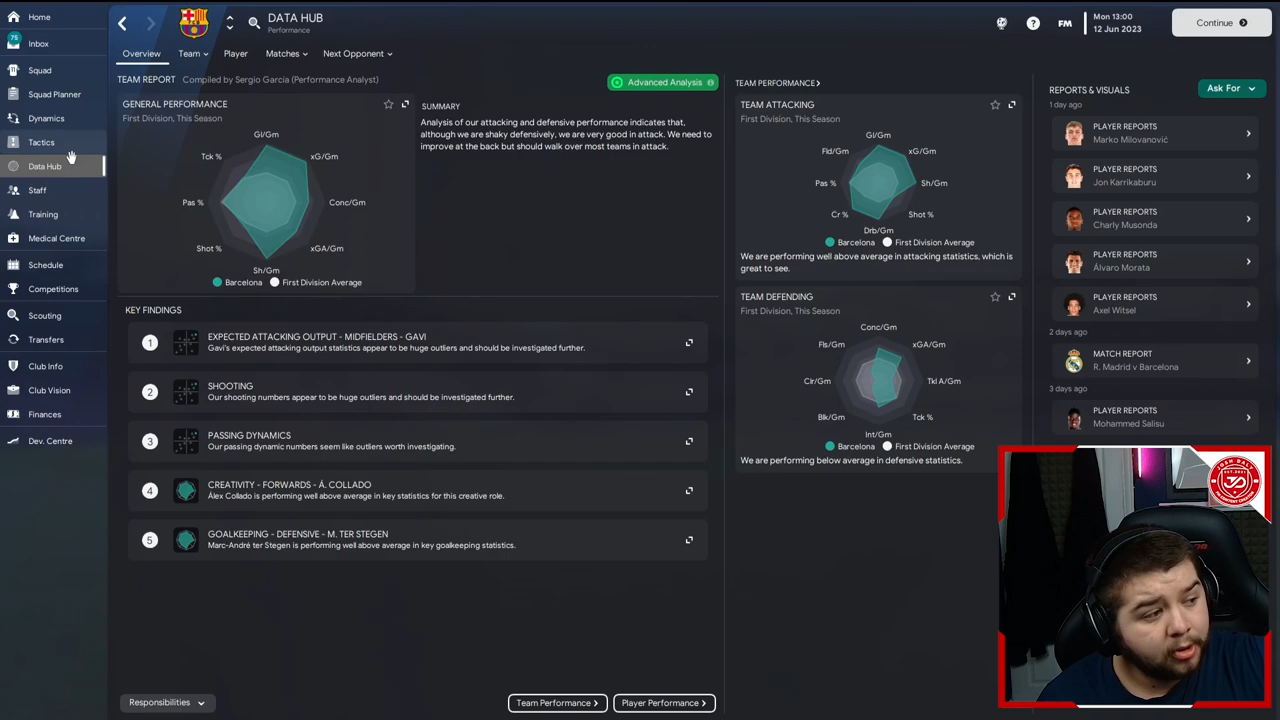 Home
75
Inbox
Squad
Squad Planner
Dynamics
Tactics
Data Hub
Staff
Training
Medical Centre
Schedule
Competitions
Scouting
Transfers
Club Info
Club Vision
Finances
Dev. Centre
DATA HUB
Performance
FM
Mon 13:00
12 Jun 2023
Continue
Overview
Team
Player
Matches
Next Opponent
TEAM REPORT Compiled by Sergio García (Performance Analyst)
Advanced Analysis
GENERAL PERFORMANCE
First Division, This Season
Gl/Gm
Tck %
xG/Gm
Pas %
Conc/Gm
Shot %
xGA/Gm
Sh/Gm
Barcelona
First Division Average
SUMMARY
Analysis of our attacking and defensive performance indicates that,
although we are shaky defensively, we are very good in attack. We need to
improve at the back but should walk over most teams in attack.
KEY FINDINGS
1
EXPECTED ATTACKING OUTPUT - MIDFIELDERS - GAVI
Gavi's expected attacking output statistics appear to be huge outliers and should be investigated further.
2
SHOOTING
Our shooting numbers appear to be huge outliers and should be investigated further.
3
PASSING DYNAMICS
Our passing dynamic numbers seem like outliers worth investigating.
4
CREATIVITY - FORWARDS - Á. COLLADO
Álex Collado is performing well above average in key statistics for this creative role.
5
GOALKEEPING - DEFENSIVE - M. TER STEGEN
Marc-André ter Stegen is performing well above average in key goalkeeping statistics.
Responsibilities
Team Performance
Player Performance
TEAM PERFORMANCE
TEAM ATTACKING
First Division, This Season
Gl/Gm
Fld/Gm
xG/Gm
Pas %
Sh/Gm
Cr %
Shot %
Drb/Gm
Barcelona
First Division Average
We are performing well above average in attacking statistics, which is
great to see.
TEAM DEFENDING
First Division, This Season
Conc/Gm
Fls/Gm
xGA/Gm
Clr/Gm
Tkl A/Gm
Blk/Gm
Tck %
Int/Gm
Barcelona
First Division Average
We are performing below average in defensive statistics.
REPORTS & VISUALS
Ask For
1 day ago
PLAYER REPORTS
Marko Milovanović
PLAYER REPORTS
Jon Karrikaburu
PLAYER REPORTS
Charly Musonda
PLAYER REPORTS
Álvaro Morata
PLAYER REPORTS
Axel Witsel
2 days ago
MATCH REPORT
R. Madrid v Barcelona
3 days ago
PLAYER REPORTS
Mohammed Salisu
JOSH DALY
JD